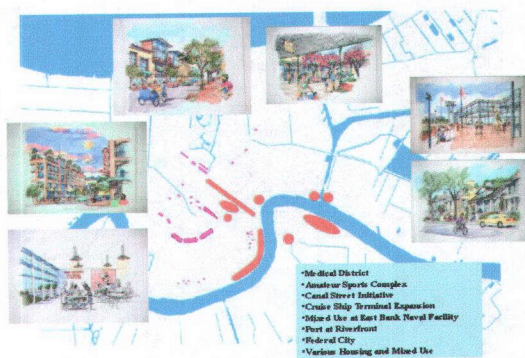 •Medical District
•Amateur Sports Complex
•Canal Street Initiative
•Cruise Ship Terminal Expansion
•Mixed Use at East Bank Naval Facility
•Port at Riverfront
•Federal City
•Various Housing and Mixed Use